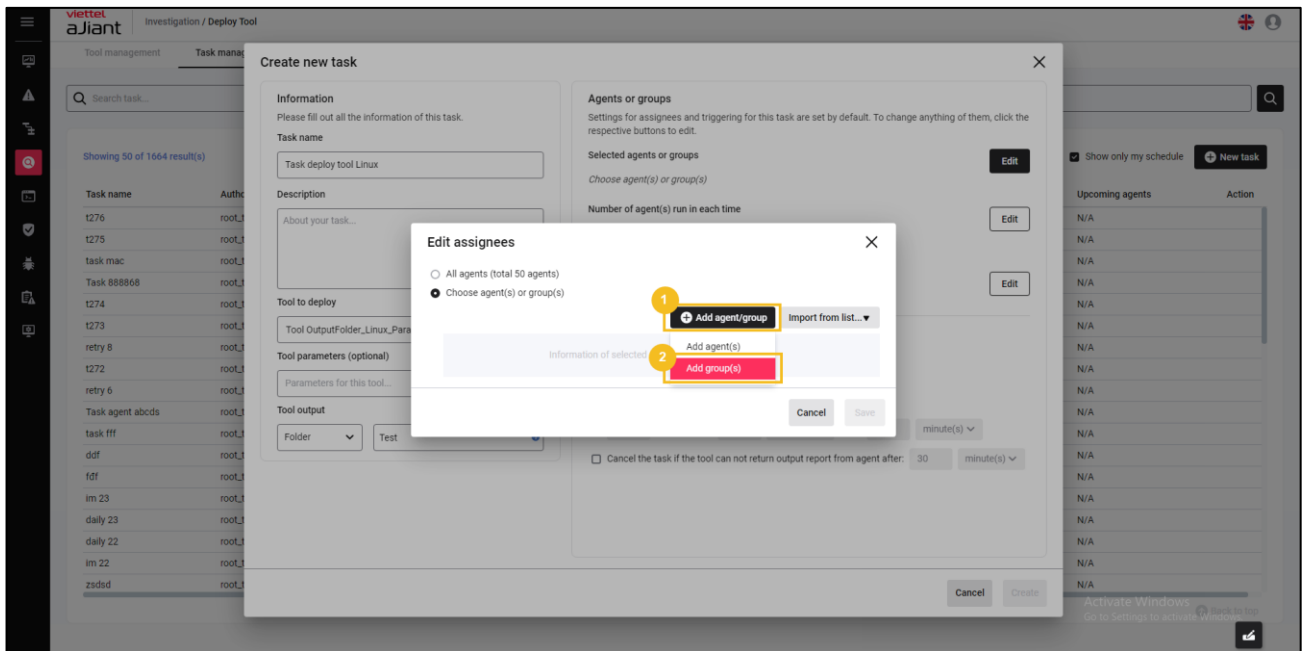 viettel
aJiant
Investigation / Deploy Tool
Tool management
Task manag
Search task...
Showing 50 of 1664 result(s)
Show only my schedule
New task
Task name
Autho
Upcoming agents
Action
t276
root_t
N/A
t275
root_t
N/A
task mac
root_t
N/A
Task 888868
root_t
N/A
t274
root_t
N/A
t273
root_t
N/A
retry 8
root_t
N/A
t272
root_t
N/A
retry 6
root_t
N/A
Task agent abcds
root_t
N/A
task fff
root_t
N/A
ddf
root_t
N/A
fdf
root_t
N/A
im 23
root_t
N/A
daily 23
root_t
N/A
daily 22
root_t
N/A
im 22
root_t
N/A
zsdsd
root_t
N/A
Back to top
Create new task
Information
Please fill out all the information of this task.
Task name
Task deploy tool Linux
Description
About your task...
Tool to deploy
Tool OutputFolder_Linux_Para
Tool parameters (optional)
Parameters for this tool...
Tool output
Folder
Test
Agents or groups
Settings for assignees and triggering for this task are set by default. To change anything of them, click the
respective buttons to edit.
Selected agents or groups
Edit
Choose agent(s) or group(s)
Number of agent(s) run in each time
Edit
Edit
minute(s)
Cancel the task if the tool can not return output report from agent after:
30
minute(s)
Cancel
Create
Edit assignees
All agents (total 50 agents)
Choose agent(s) or group(s)
1
Add agent/group
Import from list...
Information of selected
Add agent(s)
2
Add group(s)
Cancel
Save
Activate Windows
Go to Settings to activate Windows.